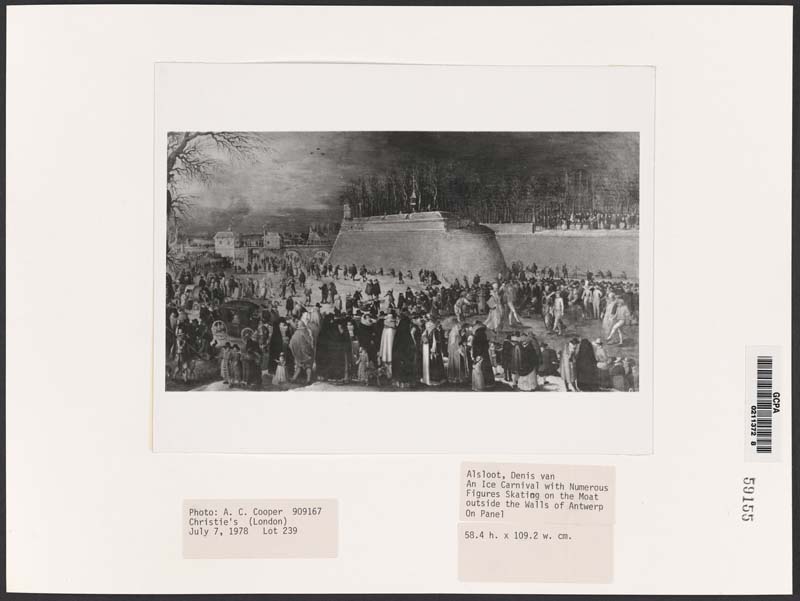 Alsloot, Denis van
An Ice Carnival with Numerous
Figures Skating on the Moat
outside the Walls of Antwerp
On Panel
58.4 h. x 109.2 w. cm.
Photo: A. C. Cooper 909167
Christie's (London)
July 7, 1978 Lot 239
GCPA
0211372 8
59155